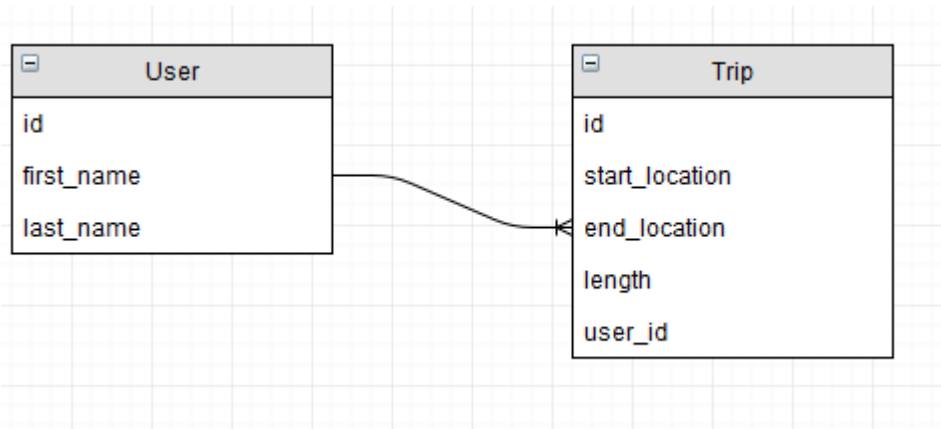 User
id
first_name
last_name
Trip
id
start_location
end_location
length
user_id